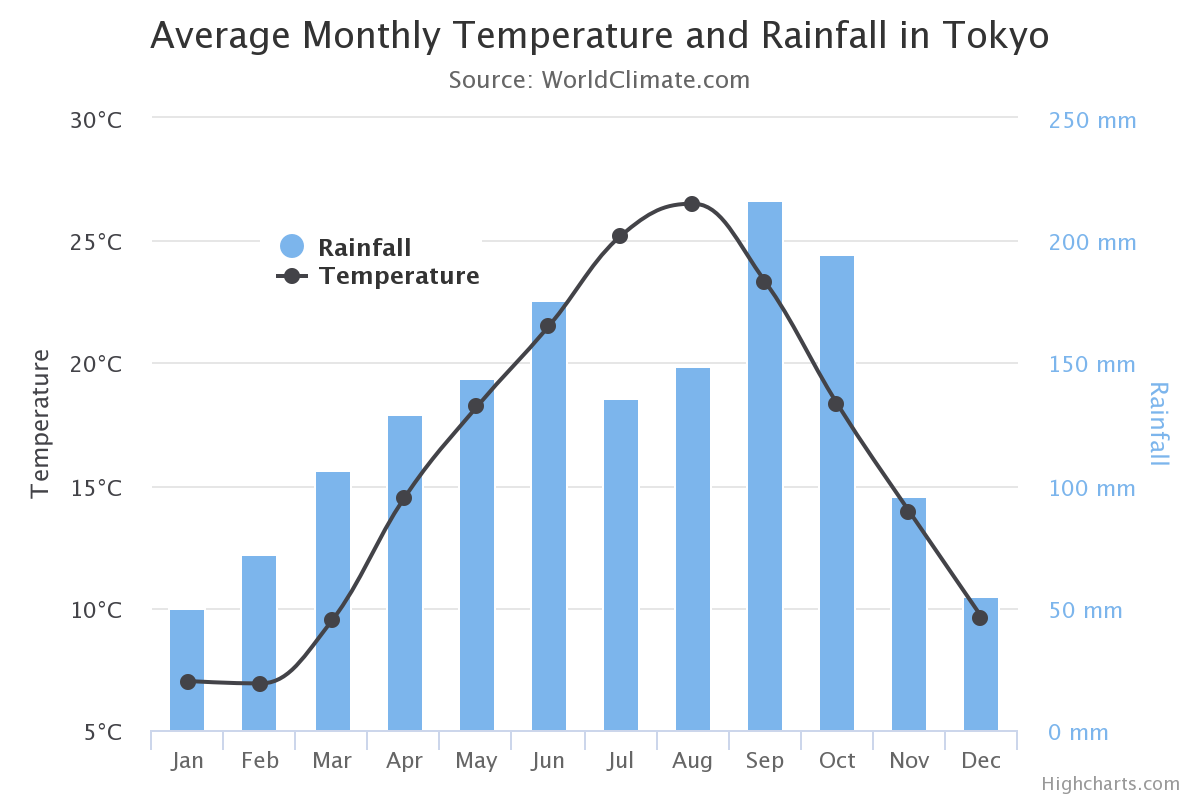 Average Monthly Temperature and Rainfall in Tokyo
Source: WorldClimate.com
30°C
250 mm
25°C
200 mm
Rainfall
Temperature
20°C
150 mm
Temperature
Rainfall
15°C
100 mm
10°C
50 mm
5°C
0 mm
Jan Feb Mar Apr May Jun Jul Aug Sep Oct Nov Dec
Highcharts.com